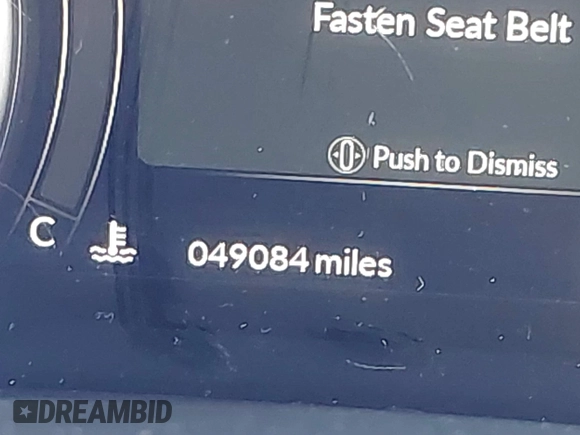 Fasten Seat Belt
Push to Dismiss
C
049084 miles
DREAMBID